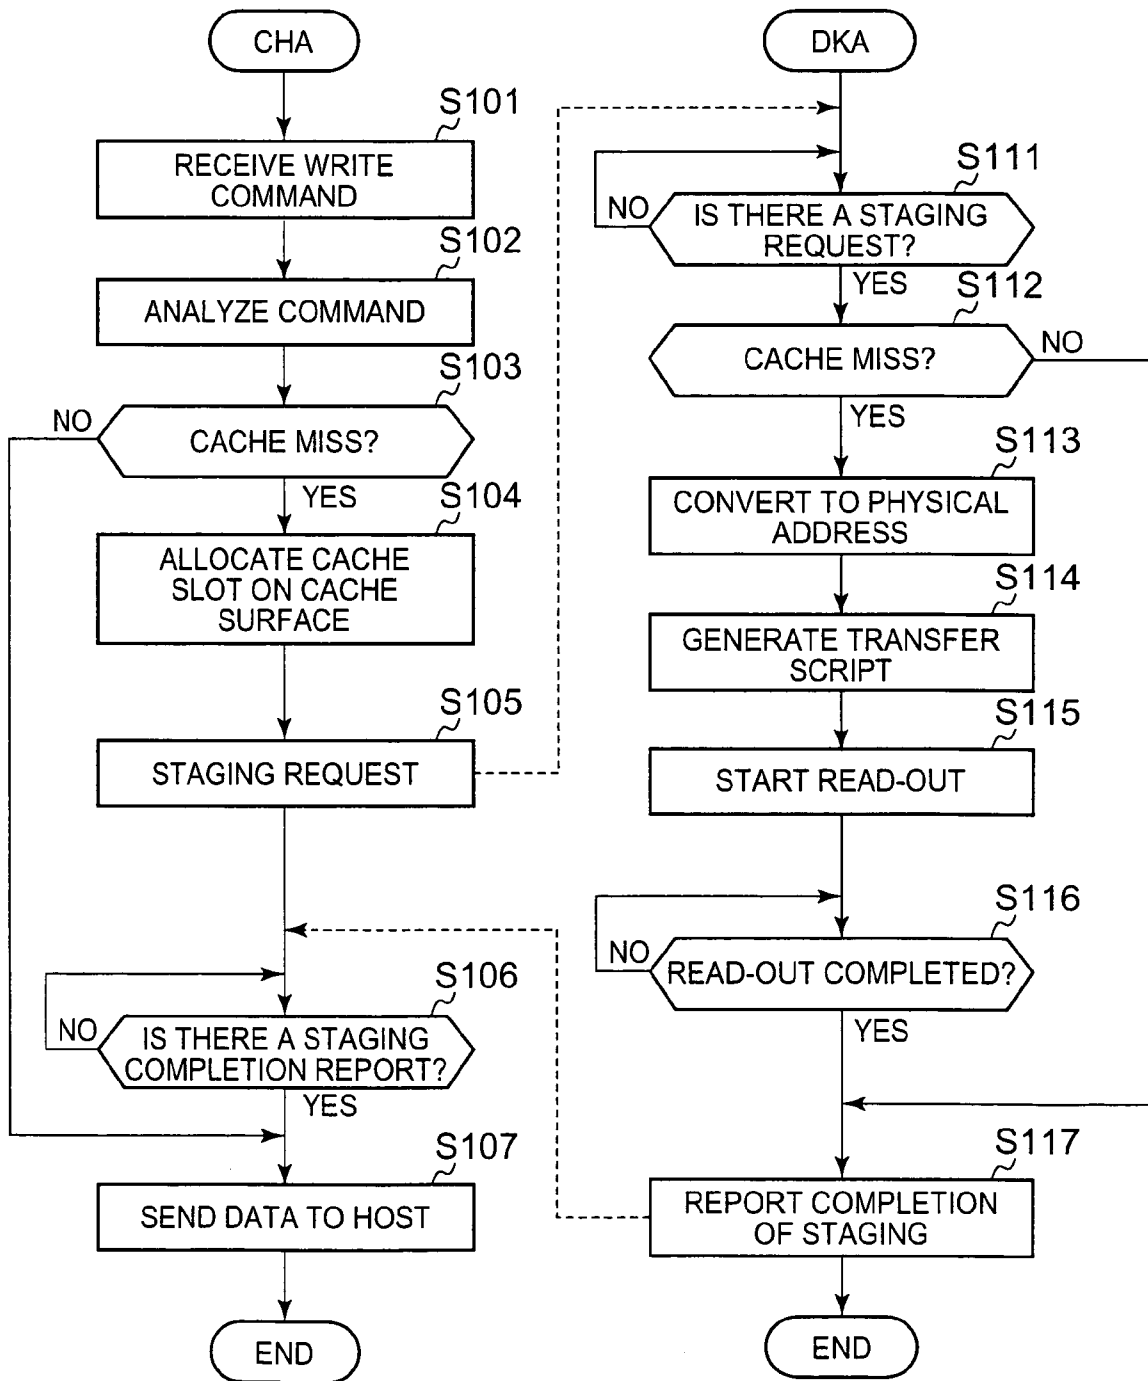 CHA
S101
RECEIVE WRITE
COMMAND
S102
ANALYZE COMMAND
S103
NO
CACHE MISS?
YES
S104
ALLOCATE CACHE
SLOT ON CACHE
SURFACE
S105
STAGING REQUEST
S106
NO
IS THERE A STAGING
COMPLETION REPORT?
YES
S107
SEND DATA TO HOST
END
DKA
S111
NO
IS THERE A STAGING
REQUEST?
YES
S112
CACHE MISS?
NO
YES
S113
CONVERT TO PHYSICAL
ADDRESS
S114
GENERATE TRANSFER
SCRIPT
S115
START READ-OUT
S116
NO
READ-OUT COMPLETED?
YES
S117
REPORT COMPLETION
OF STAGING
END